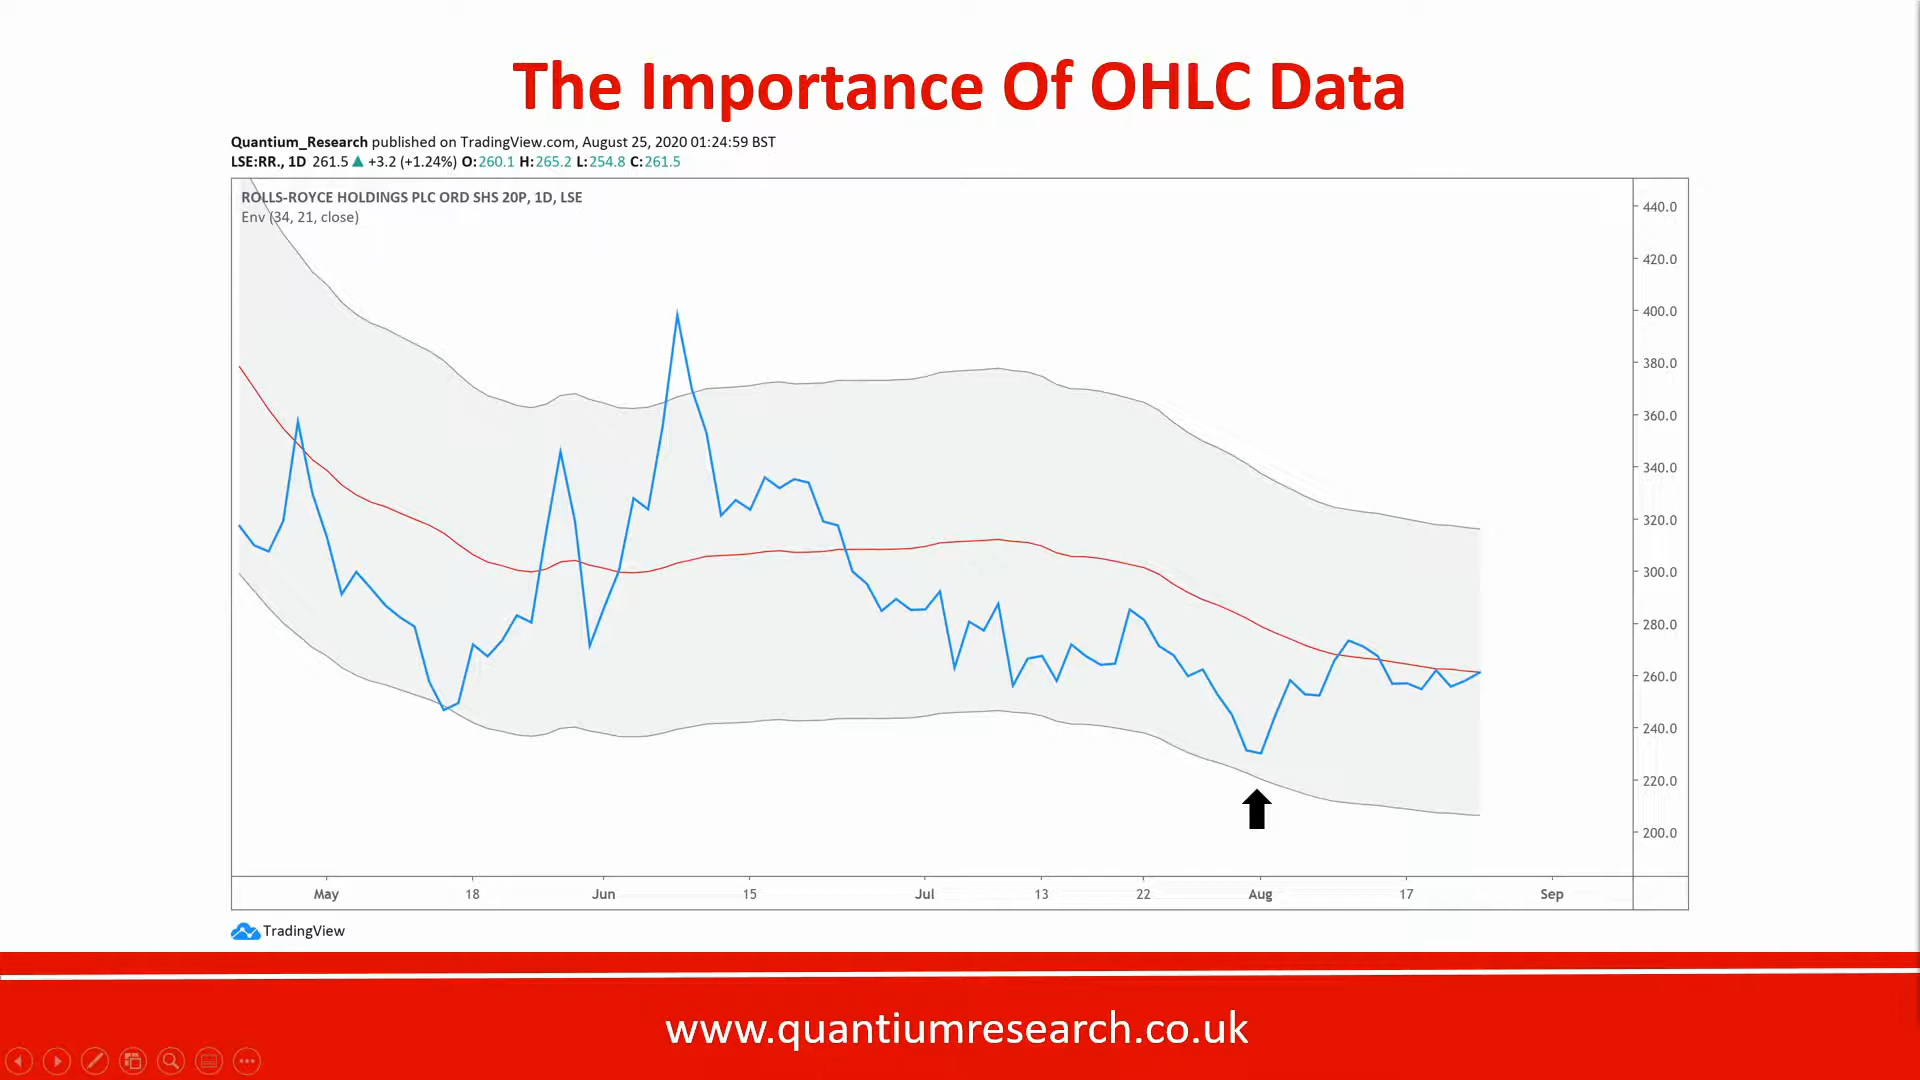 The Importance Of OHLC Data
Quantium_Research published on TradingView.com, August 25, 2020 01:24:59 BST
LSE:RR., 1D 261.5 ▲ +3.2 (+1.24%) O:260.1 H:265.2 L:254.8 C:261.5
ROLLS-ROYCE HOLDINGS PLC ORD SHS 20P, 1D, LSE
Env (34, 21, close)
440.0
420.0
400.0
380.0
360.0
340.0
320.0
300.0
280.0
260.0
240.0
220.0
200.0
May 18 Jun 15 Jul 13 22 Aug 17 Sep
TradingView
www.quantiumresearch.co.uk